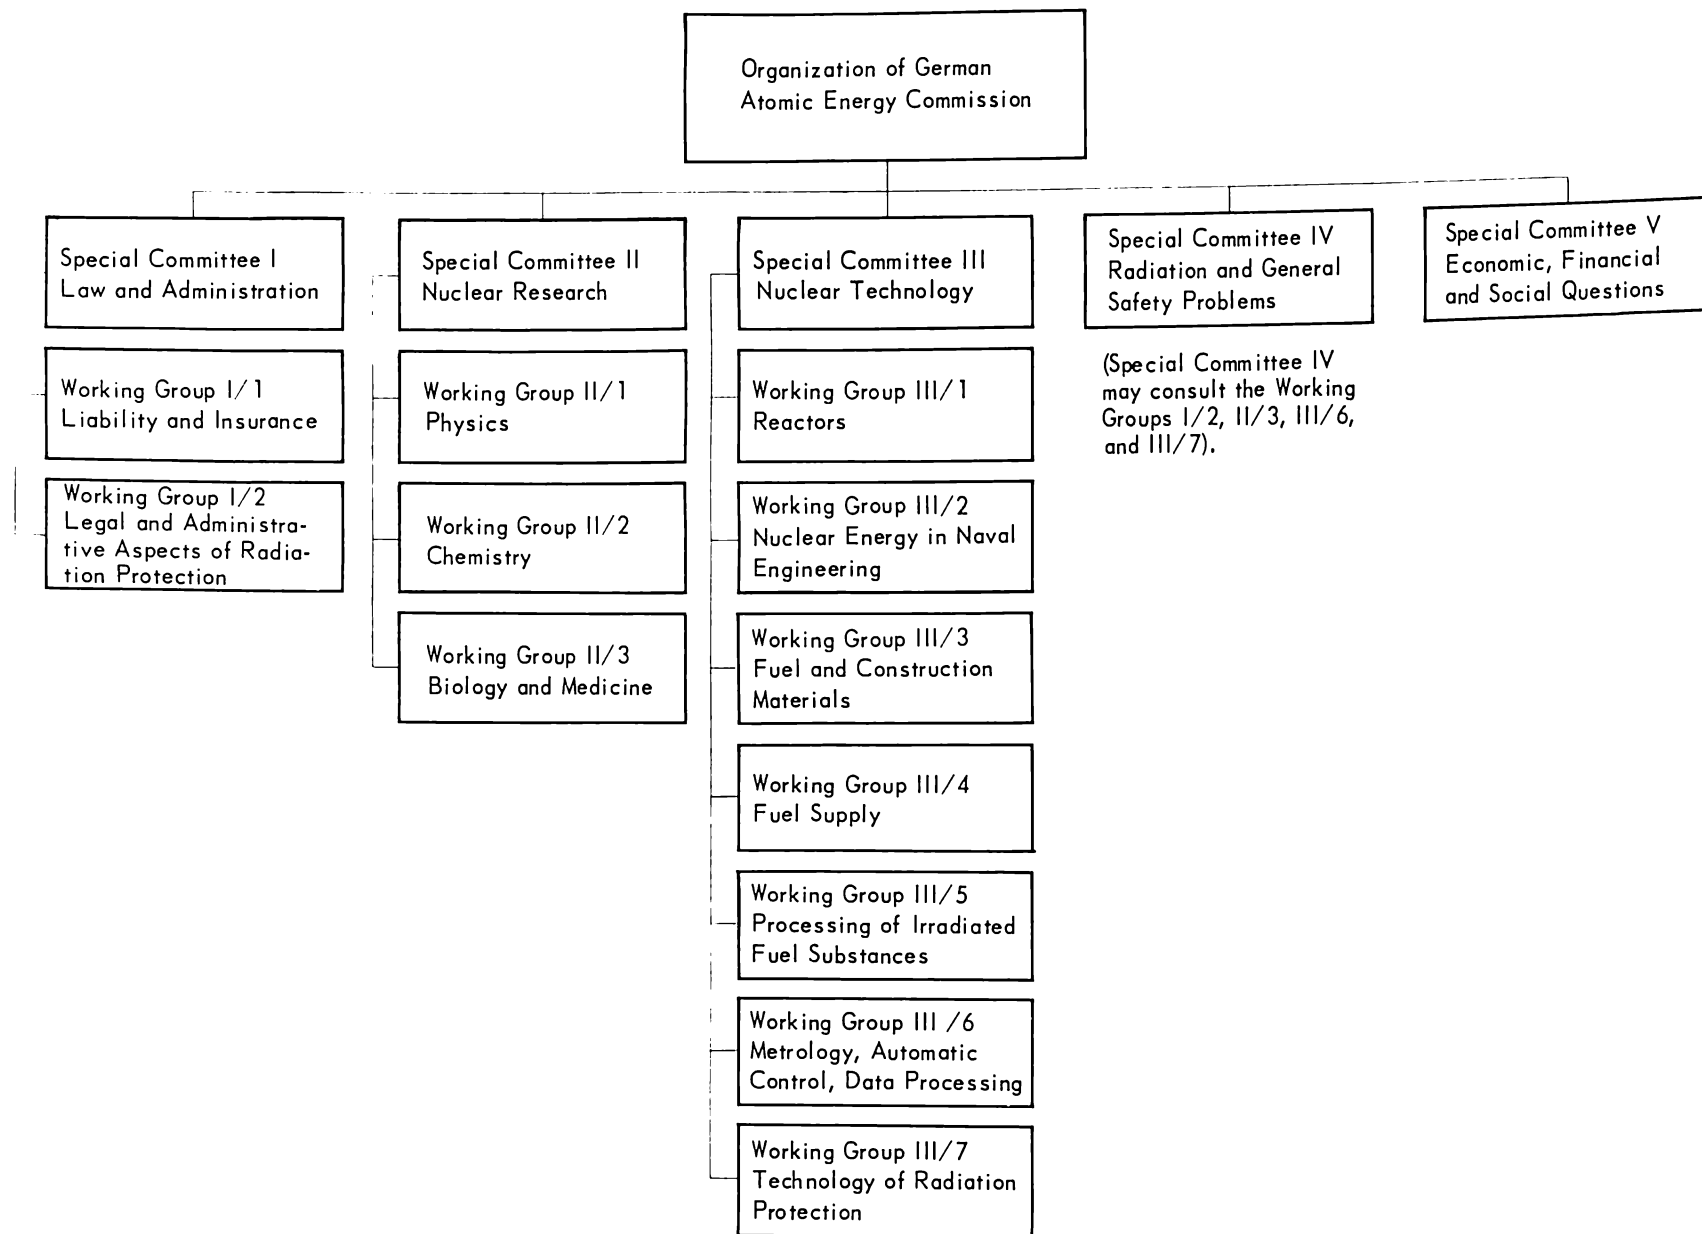 Organization of German
Atomic Energy Commission
Special Committee I
Law and Administration
Working Group I/1
Liability and Insurance
Working Group I/2
Legal and Administra-
tive Aspects of Radia-
tion Protection
Special Committee II
Nuclear Research
Working Group II/1
Physics
Working Group II/2
Chemistry
Working Group II/3
Biology and Medicine
Special Committee III
Nuclear Technology
Working Group III/1
Reactors
Working Group III/2
Nuclear Energy in Naval
Engineering
Working Group III/3
Fuel and Construction
Materials
Working Group III/4
Fuel Supply
Working Group III/5
Processing of Irradiated
Fuel Substances
Working Group III /6
Metrology, Automatic
Control, Data Processing
Working Group III/7
Technology of Radiation
Protection
Special Committee IV
Radiation and General
Safety Problems
(Special Committee IV
may consult the Working
Groups I/2, II/3, III/6,
and III/7).
Special Committee V
Economic, Financial
and Social Questions